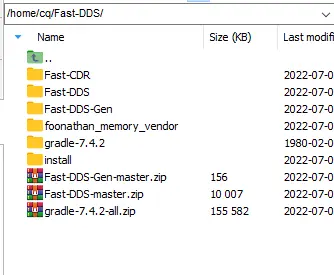 /home/cq/Fast-DDS/
Name Size (KB) Last modifi
..
Fast-CDR 2022-07-0
Fast-DDS 2022-07-0
Fast-DDS-Gen 2022-07-0
foonathan_memory_vendor 2022-07-0
gradle-7.4.2 1980-02-0
install 2022-07-0
Fast-DDS-Gen-master.zip 156 2022-07-0
Fast-DDS-master.zip 10 007 2022-07-0
gradle-7.4.2-all.zip 155 582 2022-07-0